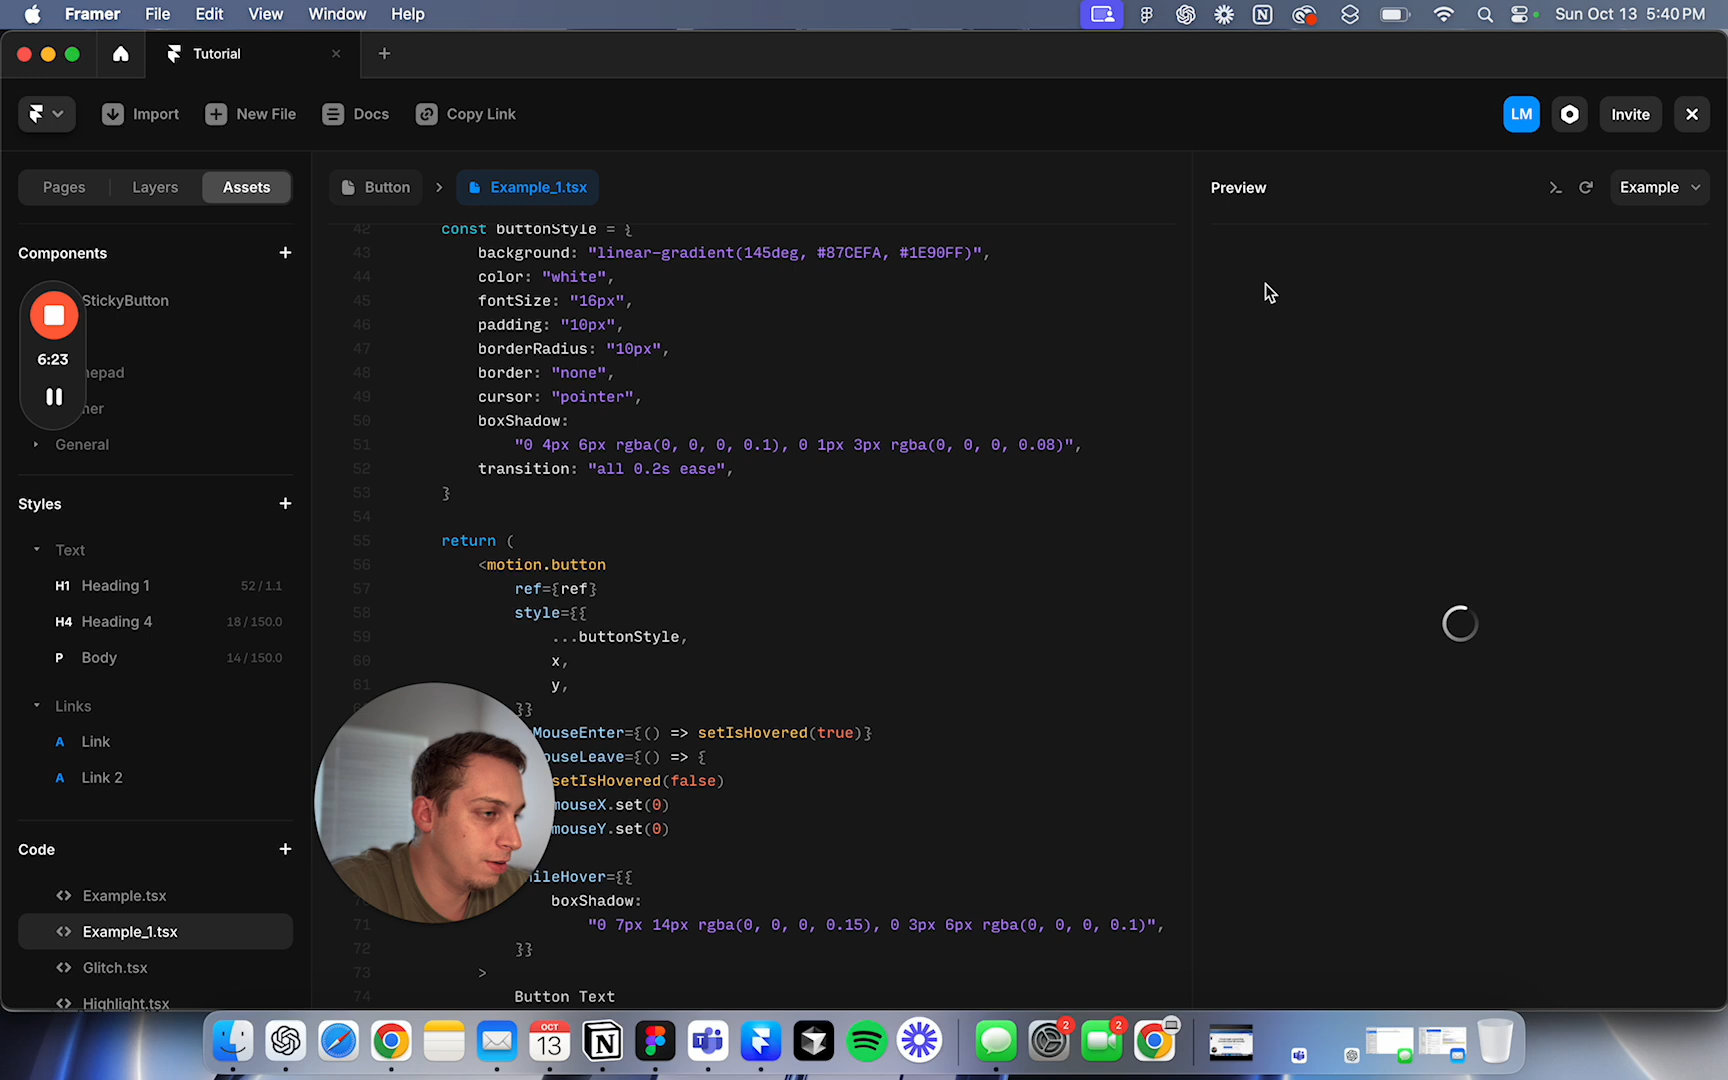 Framer File Edit View Window Help
Sun Oct 13 5:40 PM
Tutorial
Import New File Docs Copy Link
LM Invite
Pages Layers Assets
Button Example_1.tsx
Preview
Example
Components
StickyButton
nepad
ner
General
Styles
Text
H1 Heading 1 52 / 1.1
H4 Heading 4 18 / 150.0
P Body 14 / 150.0
Links
A Link
A Link 2
Code
Example.tsx
Example_1.tsx
Glitch.tsx
Highlight.tsx
6:23
42 const buttonStyle = {
43 background: "linear-gradient(145deg, #87CEFA, #1E90FF)",
44 color: "white",
45 fontSize: "16px",
46 padding: "10px",
47 borderRadius: "10px",
48 border: "none",
49 cursor: "pointer",
50 boxShadow:
51 "0 4px 6px rgba(0, 0, 0, 0.1), 0 1px 3px rgba(0, 0, 0, 0.08)",
52 transition: "all 0.2s ease",
53 }
54
55 return (
56 <motion.button
57 ref={ref}
58 style={{
59 ...buttonStyle,
60 x,
61 y,
}}
MouseEnter={() => setIsHovered(true)}
ouseLeave={() => {
setIsHovered(false)
mouseX.set(0)
mouseY.set(0)
hileHover={{
boxShadow:
71 "0 7px 14px rgba(0, 0, 0, 0.15), 0 3px 6px rgba(0, 0, 0, 0.1)",
72 }}
73 >
74 Button Text
OCT
13
2
2